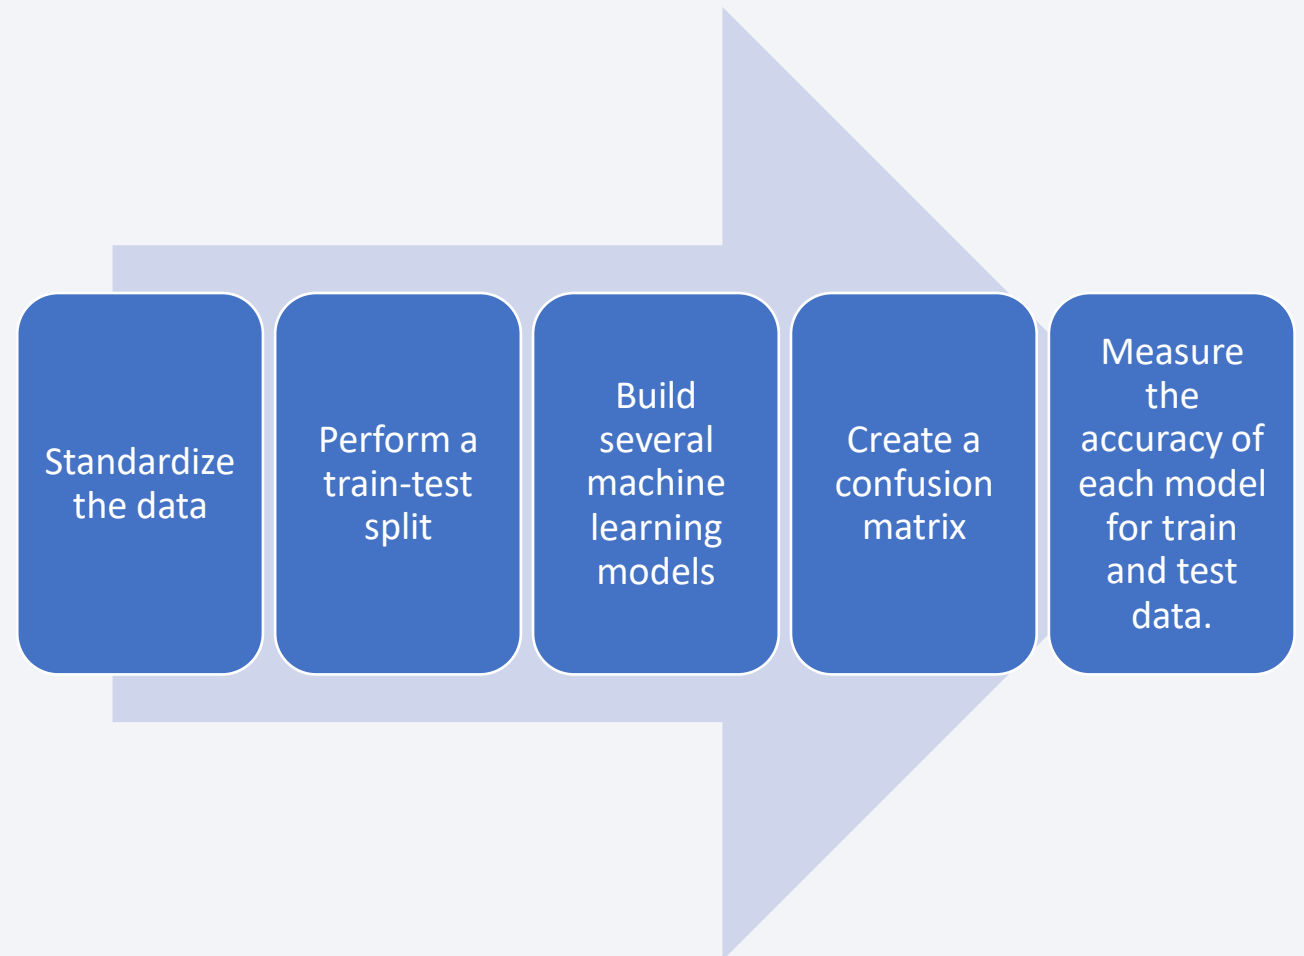 Standardize
the data
Perform a
train-test
split
Build
several
machine
learning
models
Create a
confusion
matrix
Measure
the
accuracy of
each model
for train
and test
data.